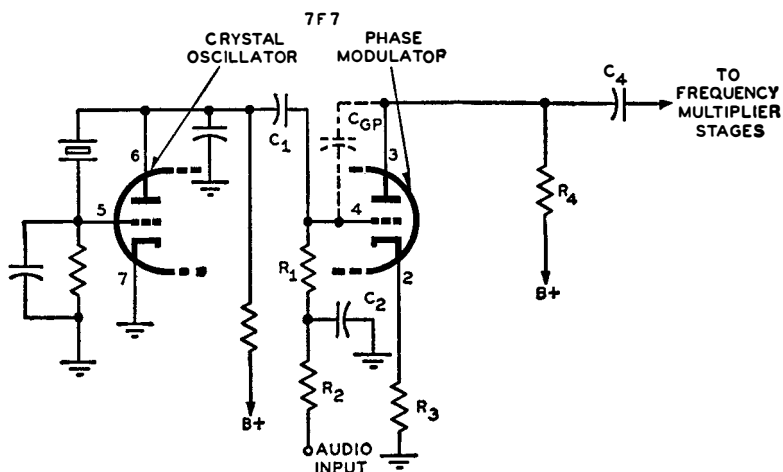 7F7
CRYSTAL
OSCILLATOR
PHASE
MODULATOR
C4
TO
FREQUENCY
MULTIPLIER
STAGES
C1
CGP
6
3
5
4
R4
7
R1
2
C2
B+
R2
R3
B+
AUDIO
INPUT